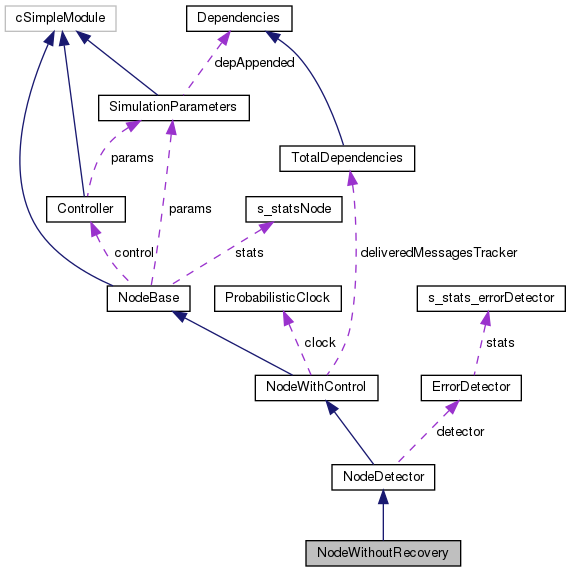 cSimpleModule
Dependencies
depAppended
SimulationParameters
params
TotalDependencies
Controller
params
s_statsNode
control
stats
deliveredMessagesTracker
NodeBase
ProbabilisticClock
s_stats_errorDetector
clock
stats
NodeWithControl
ErrorDetector
detector
NodeDetector
NodeWithoutRecovery